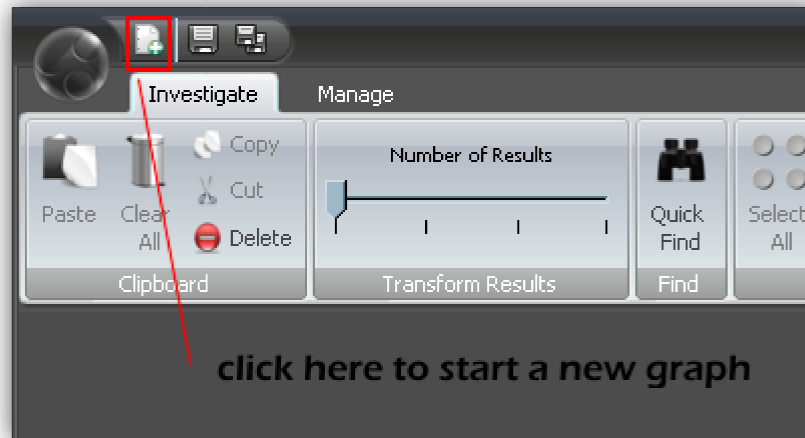 Investigate
Manage
Paste
Clear
All
Copy
Cut
Delete
Clipboard
Number of Results
Transform Results
Quick
Find
Find
Select
All
click here to start a new graph